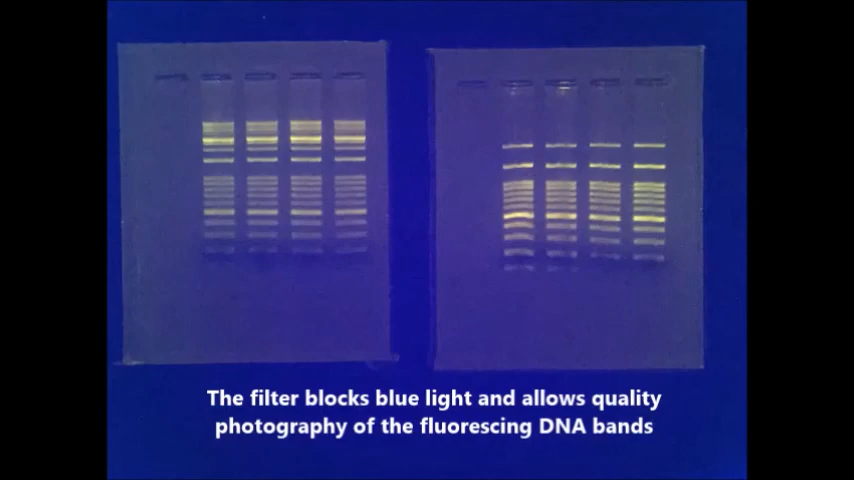 The filter blocks blue light and allows quality
photography of the fluorescing DNA bands